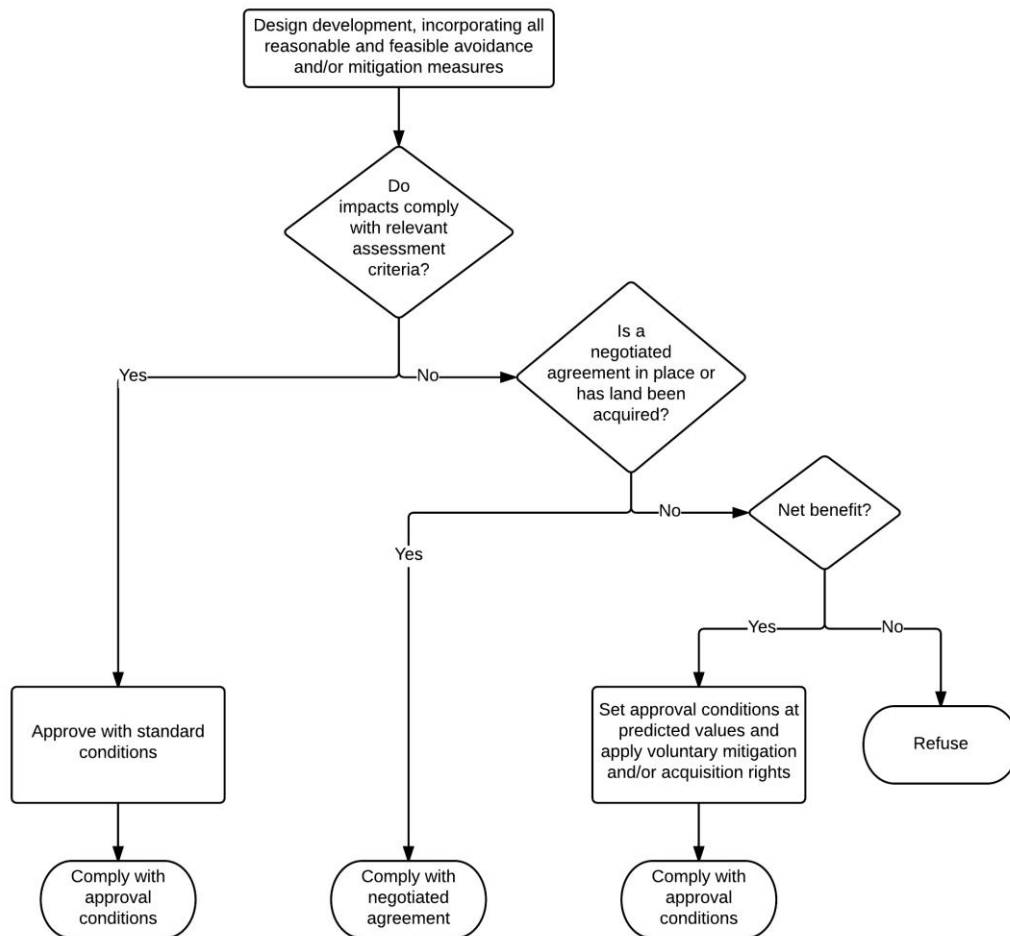 Design development, incorporating all
reasonable and feasible avoidance
and/or mitigation measures
Do
impacts comply
with relevant
assessment
criteria?
Yes
No
Is a
negotiated
agreement in place or
has land been
acquired?
Yes
No
Net benefit?
Yes
No
Approve with standard
conditions
Set approval conditions at
predicted values and
apply voluntary mitigation
and/or acquisition rights
Refuse
Comply with
approval
conditions
Comply with
negotiated
agreement
Comply with
approval
conditions